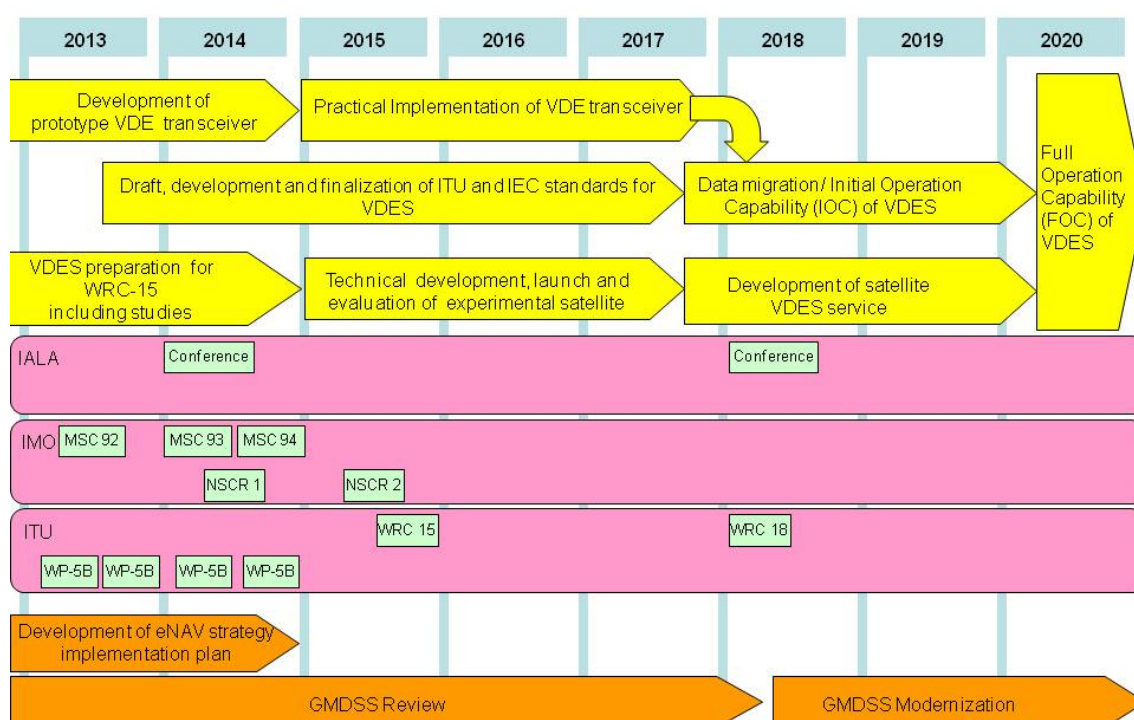 2013 2014 2015 2016 2017 2018 2019 2020
Development of
prototype VDE transceiver
Practical Implementation of VDE transceiver
Draft, development and finalization of ITU and IEC standards for
VDES
Data migration/ Initial Operation
Capability (IOC) of VDES
Full
Operation
Capability
(FOC) of
VDES
VDES preparation for
WRC-15
including studies
Technical development, launch and
evaluation of experimental satellite
Development of satellite
VDES service
IALA
Conference
Conference
IMO
MSC 92
MSC 93
MSC 94
NSCR 1
NSCR 2
ITU
WRC 15
WRC 18
WP-5B
WP-5B
WP-5B
WP-5B
Development of eNAV strategy
implementation plan
GMDSS Review
GMDSS Modernization